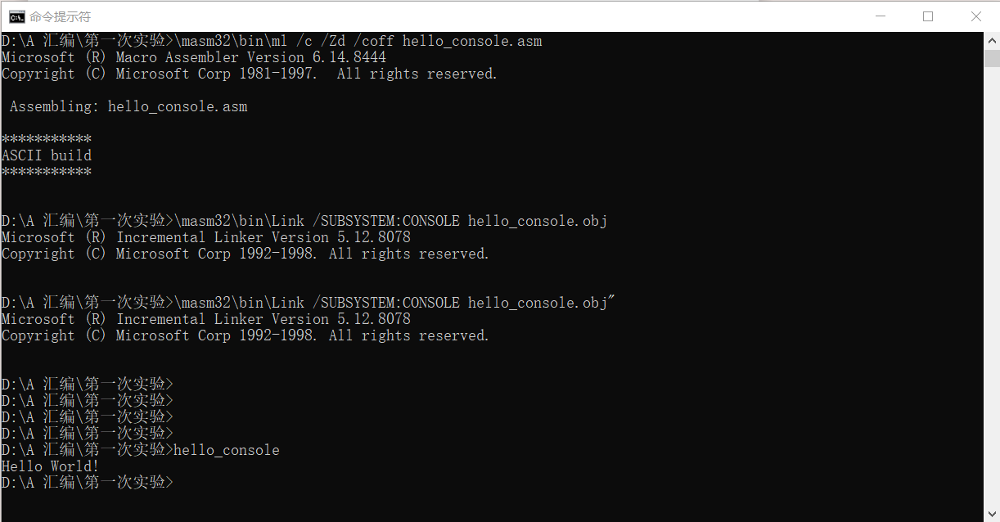 命令提示符
D:\A 汇编\第一次实验>\masm32\bin\ml /c /Zd /coff hello_console.asm
Microsoft (R) Macro Assembler Version 6.14.8444
Copyright (C) Microsoft Corp 1981-1997.  All rights reserved.
 Assembling: hello_console.asm
***********
ASCII build
***********
D:\A 汇编\第一次实验>\masm32\bin\Link /SUBSYSTEM:CONSOLE hello_console.obj
Microsoft (R) Incremental Linker Version 5.12.8078
Copyright (C) Microsoft Corp 1992-1998. All rights reserved.
D:\A 汇编\第一次实验>\masm32\bin\Link /SUBSYSTEM:CONSOLE hello_console.obj"
Microsoft (R) Incremental Linker Version 5.12.8078
Copyright (C) Microsoft Corp 1992-1998. All rights reserved.
D:\A 汇编\第一次实验>
D:\A 汇编\第一次实验>
D:\A 汇编\第一次实验>
D:\A 汇编\第一次实验>
D:\A 汇编\第一次实验>hello_console
Hello World!
D:\A 汇编\第一次实验>